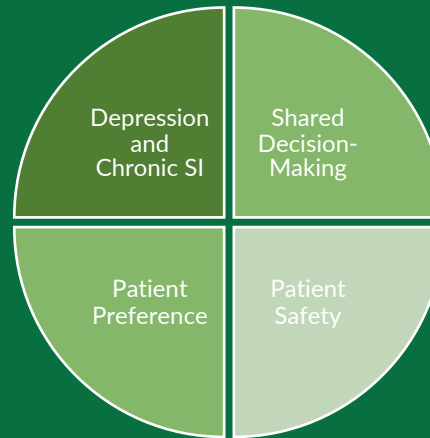 Depression
and
Chronic SI
Shared
Decision-
Making
Patient
Preference
Patient
Safety